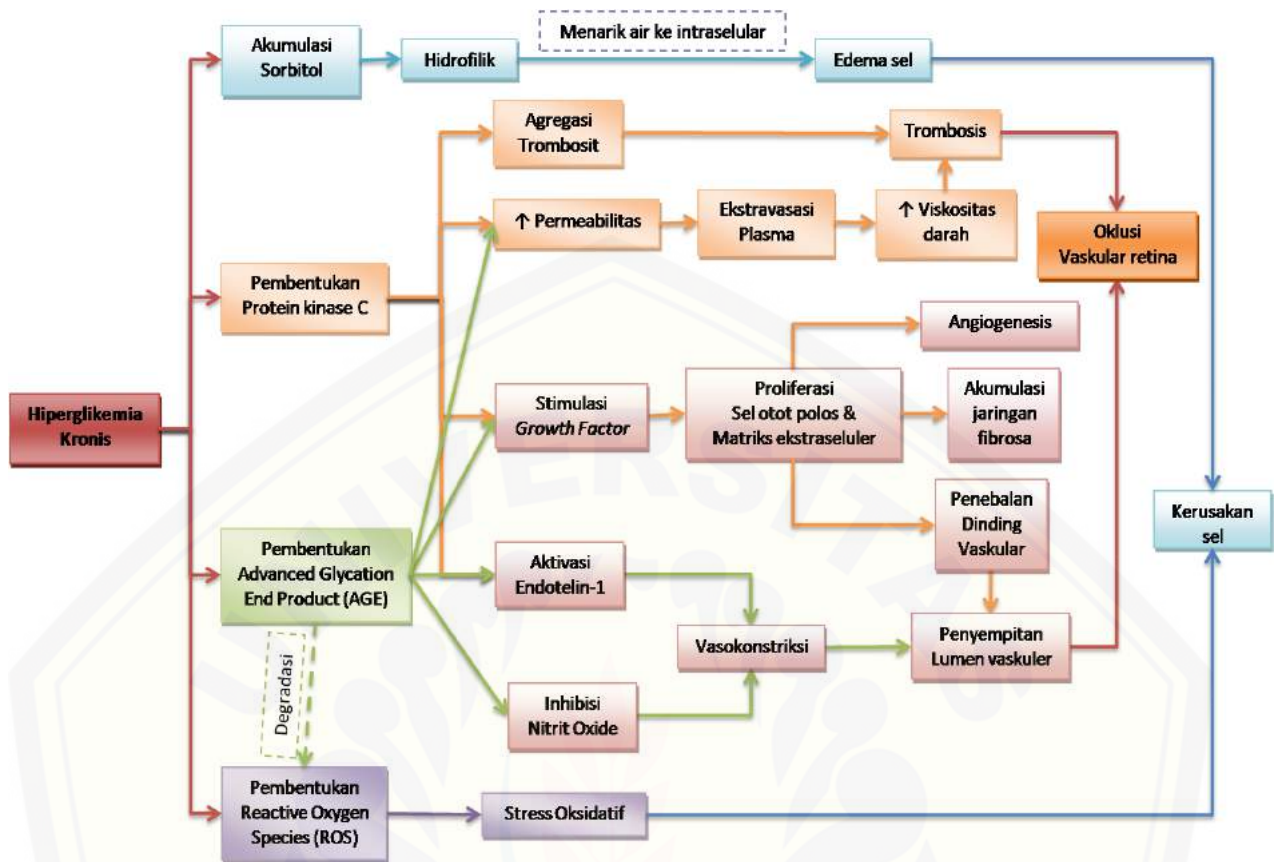 Menarik air ke intraselular
Akumulasi
Sorbitol
Hidrofilik
Edema sel
Agregasi
Trombosit
Trombosis
↑ Permeabilitas
Ekstravasasi
Plasma
↑ Viskositas
darah
Oklusi
Vaskular retina
Pembentukan
Protein kinase C
Angiogenesis
Hiperglikemia
Kronis
Stimulasi
Growth Factor
Proliferasi
Sel otot polos &
Matriks ekstraseluler
Akumulasi
jaringan
fibrosa
Penebalan
Dinding
Vaskular
Kerusakan
sel
Pembentukan
Advanced Glycation
End Product (AGE)
Aktivasi
Endotelin-1
Vasokonstriksi
Penyempitan
Lumen vaskuler
Degradasi
Inhibisi
Nitrit Oxide
Pembentukan
Reactive Oxygen
Species (ROS)
Stress Oksidatif
UNIVERSITAS